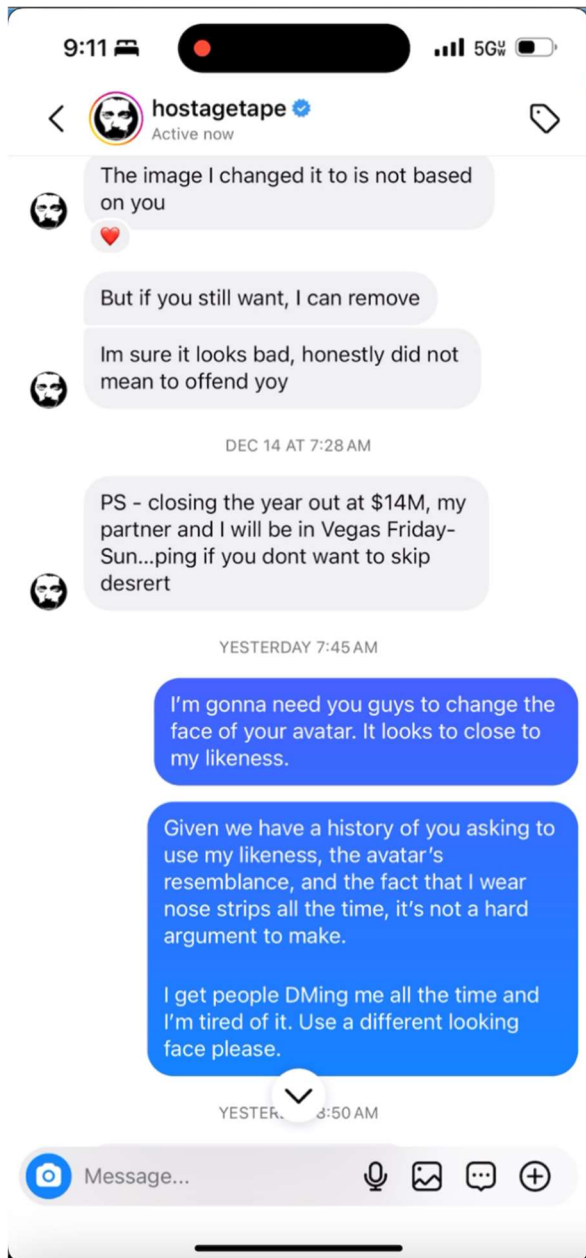 9:11
5GW
hostagetape
Active now
The image I changed it to is not based
on you
But if you still want, I can remove
Im sure it looks bad, honestly did not
mean to offend yoy
DEC 14 AT 7:28 AM
PS - closing the year out at $14M, my
partner and I will be in Vegas Friday-
Sun...ping if you dont want to skip
desrert
YESTERDAY 7:45 AM
I'm gonna need you guys to change the
face of your avatar. It looks to close to
my likeness.
Given we have a history of you asking to
use my likeness, the avatar's
resemblance, and the fact that I wear
nose strips all the time, it's not a hard
argument to make.
I get people DMing me all the time and
I'm tired of it. Use a different looking
face please.
:50 AM
Message...